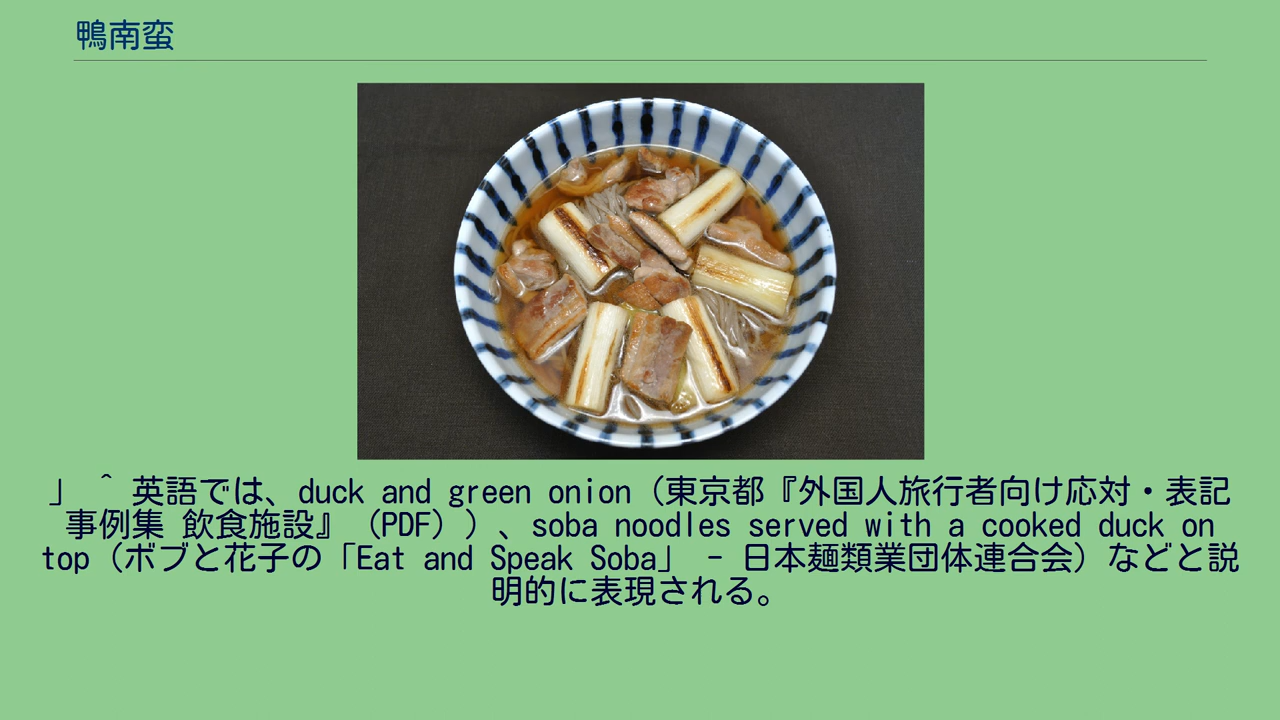 鴨南蛮
」 ^ 英語では、duck and green onion（東京都『外国人旅行者向け応対・表記
事例集 飲食施設』（PDF））、soba noodles served with a cooked duck on
top（ボブと花子の「Eat and Speak Soba」 - 日本麺類業団体連合会）などと説
明的に表現される。